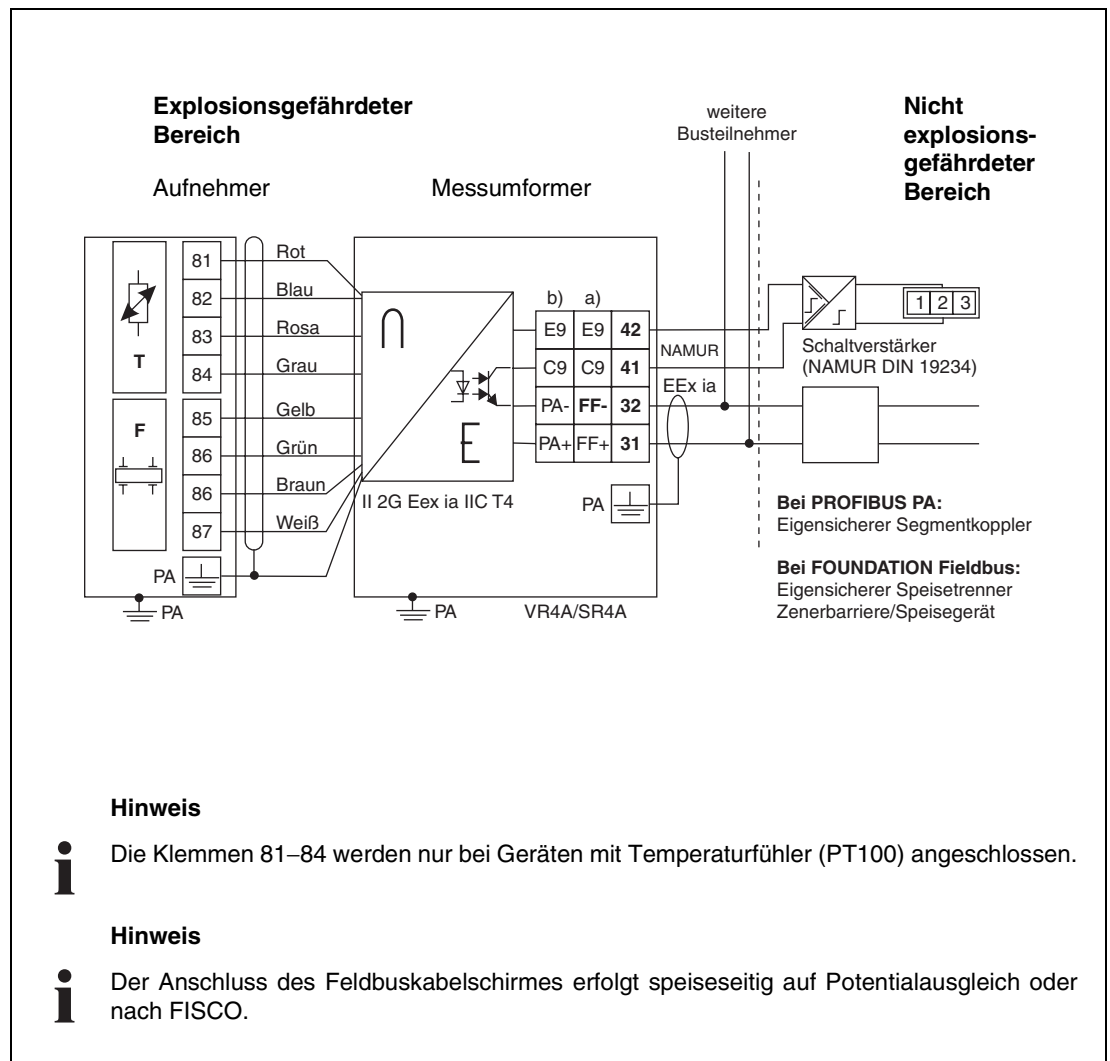 Explosionsgefährdeter
Bereich
weitere
Busteilnehmer
Nicht
explosions-
gefährdeter
Bereich
Aufnehmer
Messumformer
T
F
81
82
83
84
85
86
86
87
PA
PA
Rot
Blau
Rosa
Grau
Gelb
Grün
Braun
Weiß
II 2G Eex ia IIC T4
b) a)
E9 E9 42
C9 C9 41
PA- FF- 32
PA+ FF+ 31
PA
PA
VR4A/SR4A
NAMUR
EEx ia
1 2 3
Schaltverstärker
(NAMUR DIN 19234)
Bei PROFIBUS PA:
Eigensicherer Segmentkoppler
Bei FOUNDATION Fieldbus:
Eigensicherer Speisetrenner
Zenerbarriere/Speisegerät
Hinweis
Die Klemmen 81–84 werden nur bei Geräten mit Temperaturfühler (PT100) angeschlossen.
Hinweis
Der Anschluss des Feldbuskabelschirmes erfolgt speiseseitig auf Potentialausgleich oder
nach FISCO.